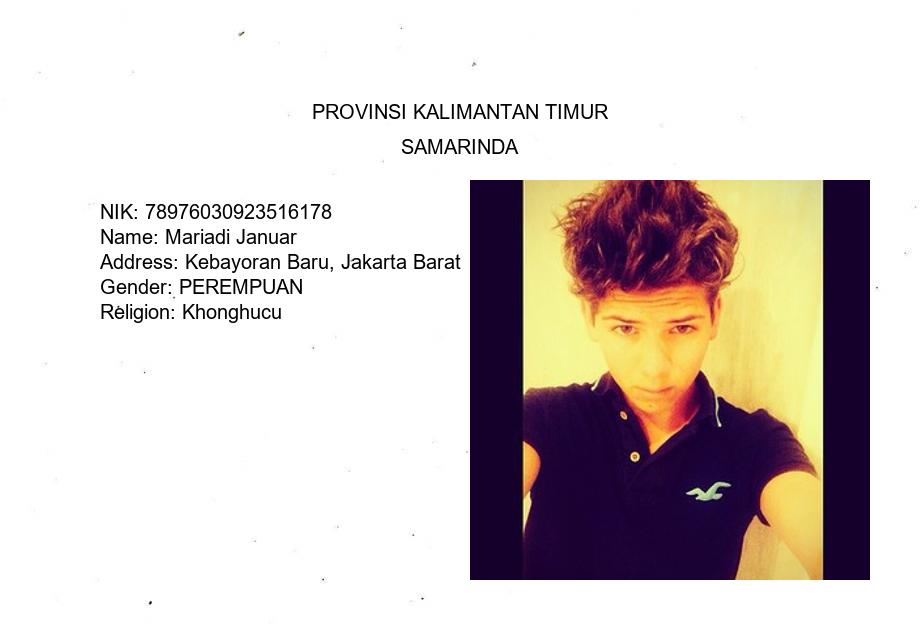 PROVINSI KALIMANTAN TIMUR
SAMARINDA
NIK: 78976030923516178
Name: Mariadi Januar
Address: Kebayoran Baru, Jakarta Barat
Gender: PEREMPUAN
Religion: Khonghucu